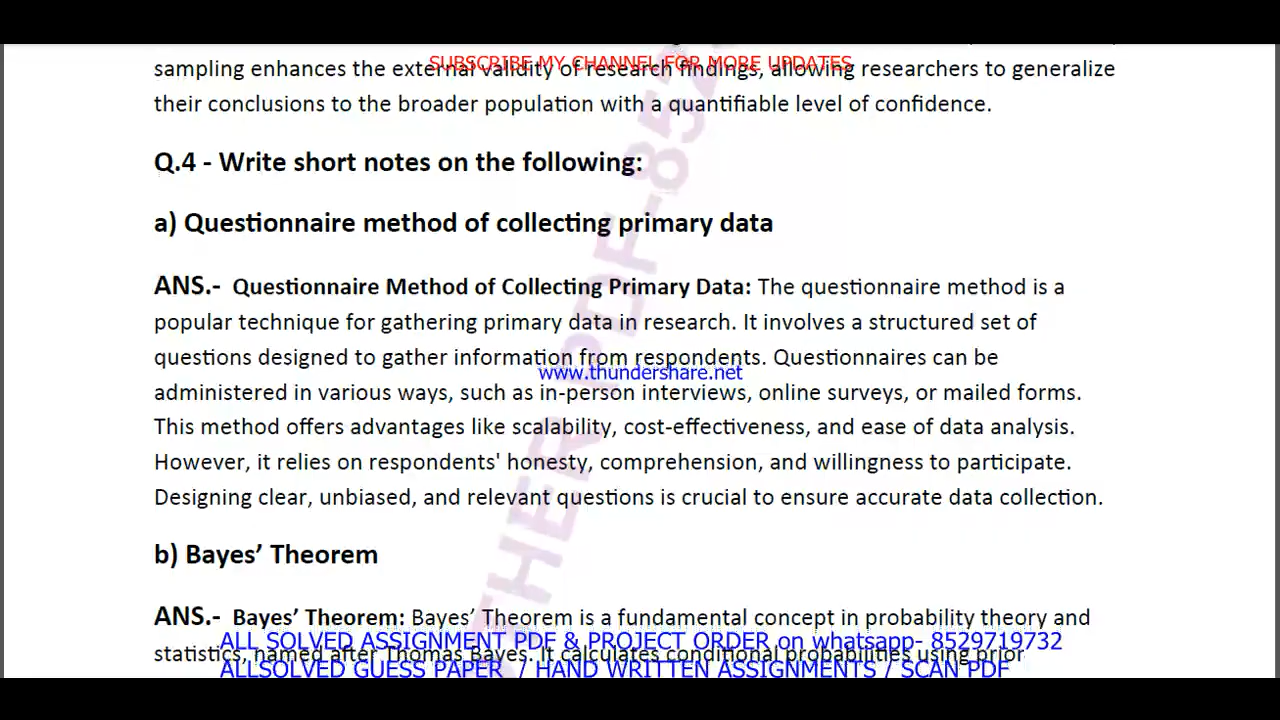 SUBSCRIBE MY CHANNEL FOR MORE UPDATES
sampling enhances the external validity of research findings, allowing researchers to generalize
their conclusions to the broader population with a quantifiable level of confidence.
Q.4 - Write short notes on the following:
a) Questionnaire method of collecting primary data
ANS.- Questionnaire Method of Collecting Primary Data: The questionnaire method is a
popular technique for gathering primary data in research. It involves a structured set of
questions designed to gather information from respondents. Questionnaires can be
www.thundershare.net
administered in various ways, such as in-person interviews, online surveys, or mailed forms.
This method offers advantages like scalability, cost-effectiveness, and ease of data analysis.
However, it relies on respondents' honesty, comprehension, and willingness to participate.
Designing clear, unbiased, and relevant questions is crucial to ensure accurate data collection.
b) Bayes’ Theorem
ANS.- Bayes’ Theorem: Bayes’ Theorem is a fundamental concept in probability theory and
ALL SOLVED ASSIGNMENT PDF & PROJECT ORDER on whatsapp- 8529719732
statistics, named after Thomas Bayes. It calculates conditional probabilities using prior
ALLSOLVED GUESS PAPER / HAND WRITTEN ASSIGNMENTS / SCAN PDF